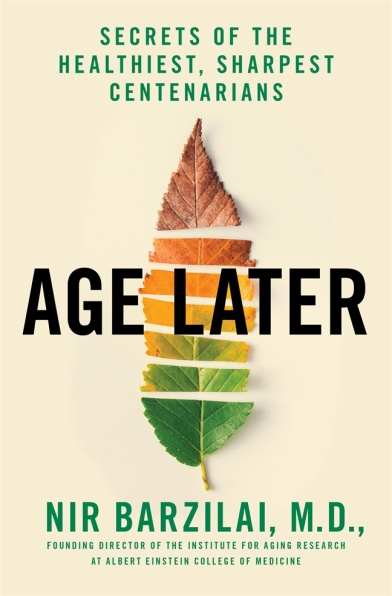 SECRETS OF THE
HEALTHIEST, SHARPEST
CENTENARIANS
AGE LATER
NIR BARZILAI, M.D.,
FOUNDING DIRECTOR OF THE INSTITUTE FOR AGING RESEARCH
AT ALBERT EINSTEIN COLLEGE OF MEDICINE